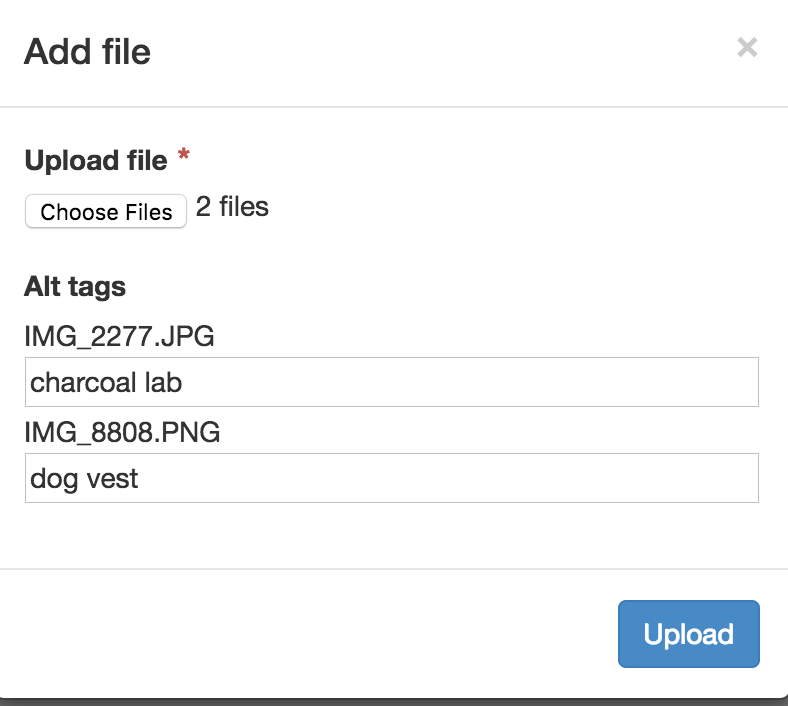 Add file ×
Upload file *
Choose Files 2 files
Alt tags
IMG_2277.JPG
charcoal lab
IMG_8808.PNG
dog vest
Upload